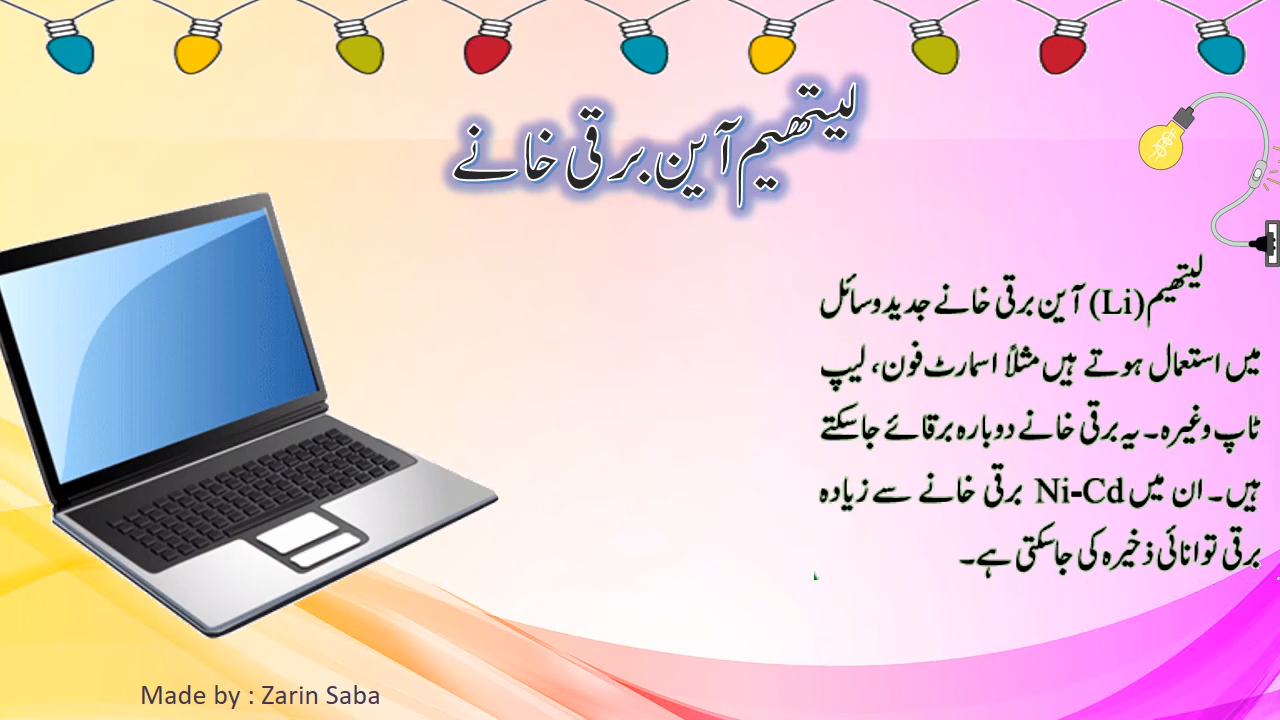 لیتھیم آین برقی خانے
لیتھیم (Li) آین برقی خانے جدید وسائل
میں استعمال ہوتے ہیں مثلاً اسمارٹ فون، لیپ
ٹاپ وغیرہ۔ یہ برقی خانے دوبارہ برقائے جاسکتے
ہیں۔ ان میں Ni-Cd برقی خانے سے زیادہ
برقی توانائی ذخیرہ کی جاسکتی ہے۔
Made by : Zarin Saba